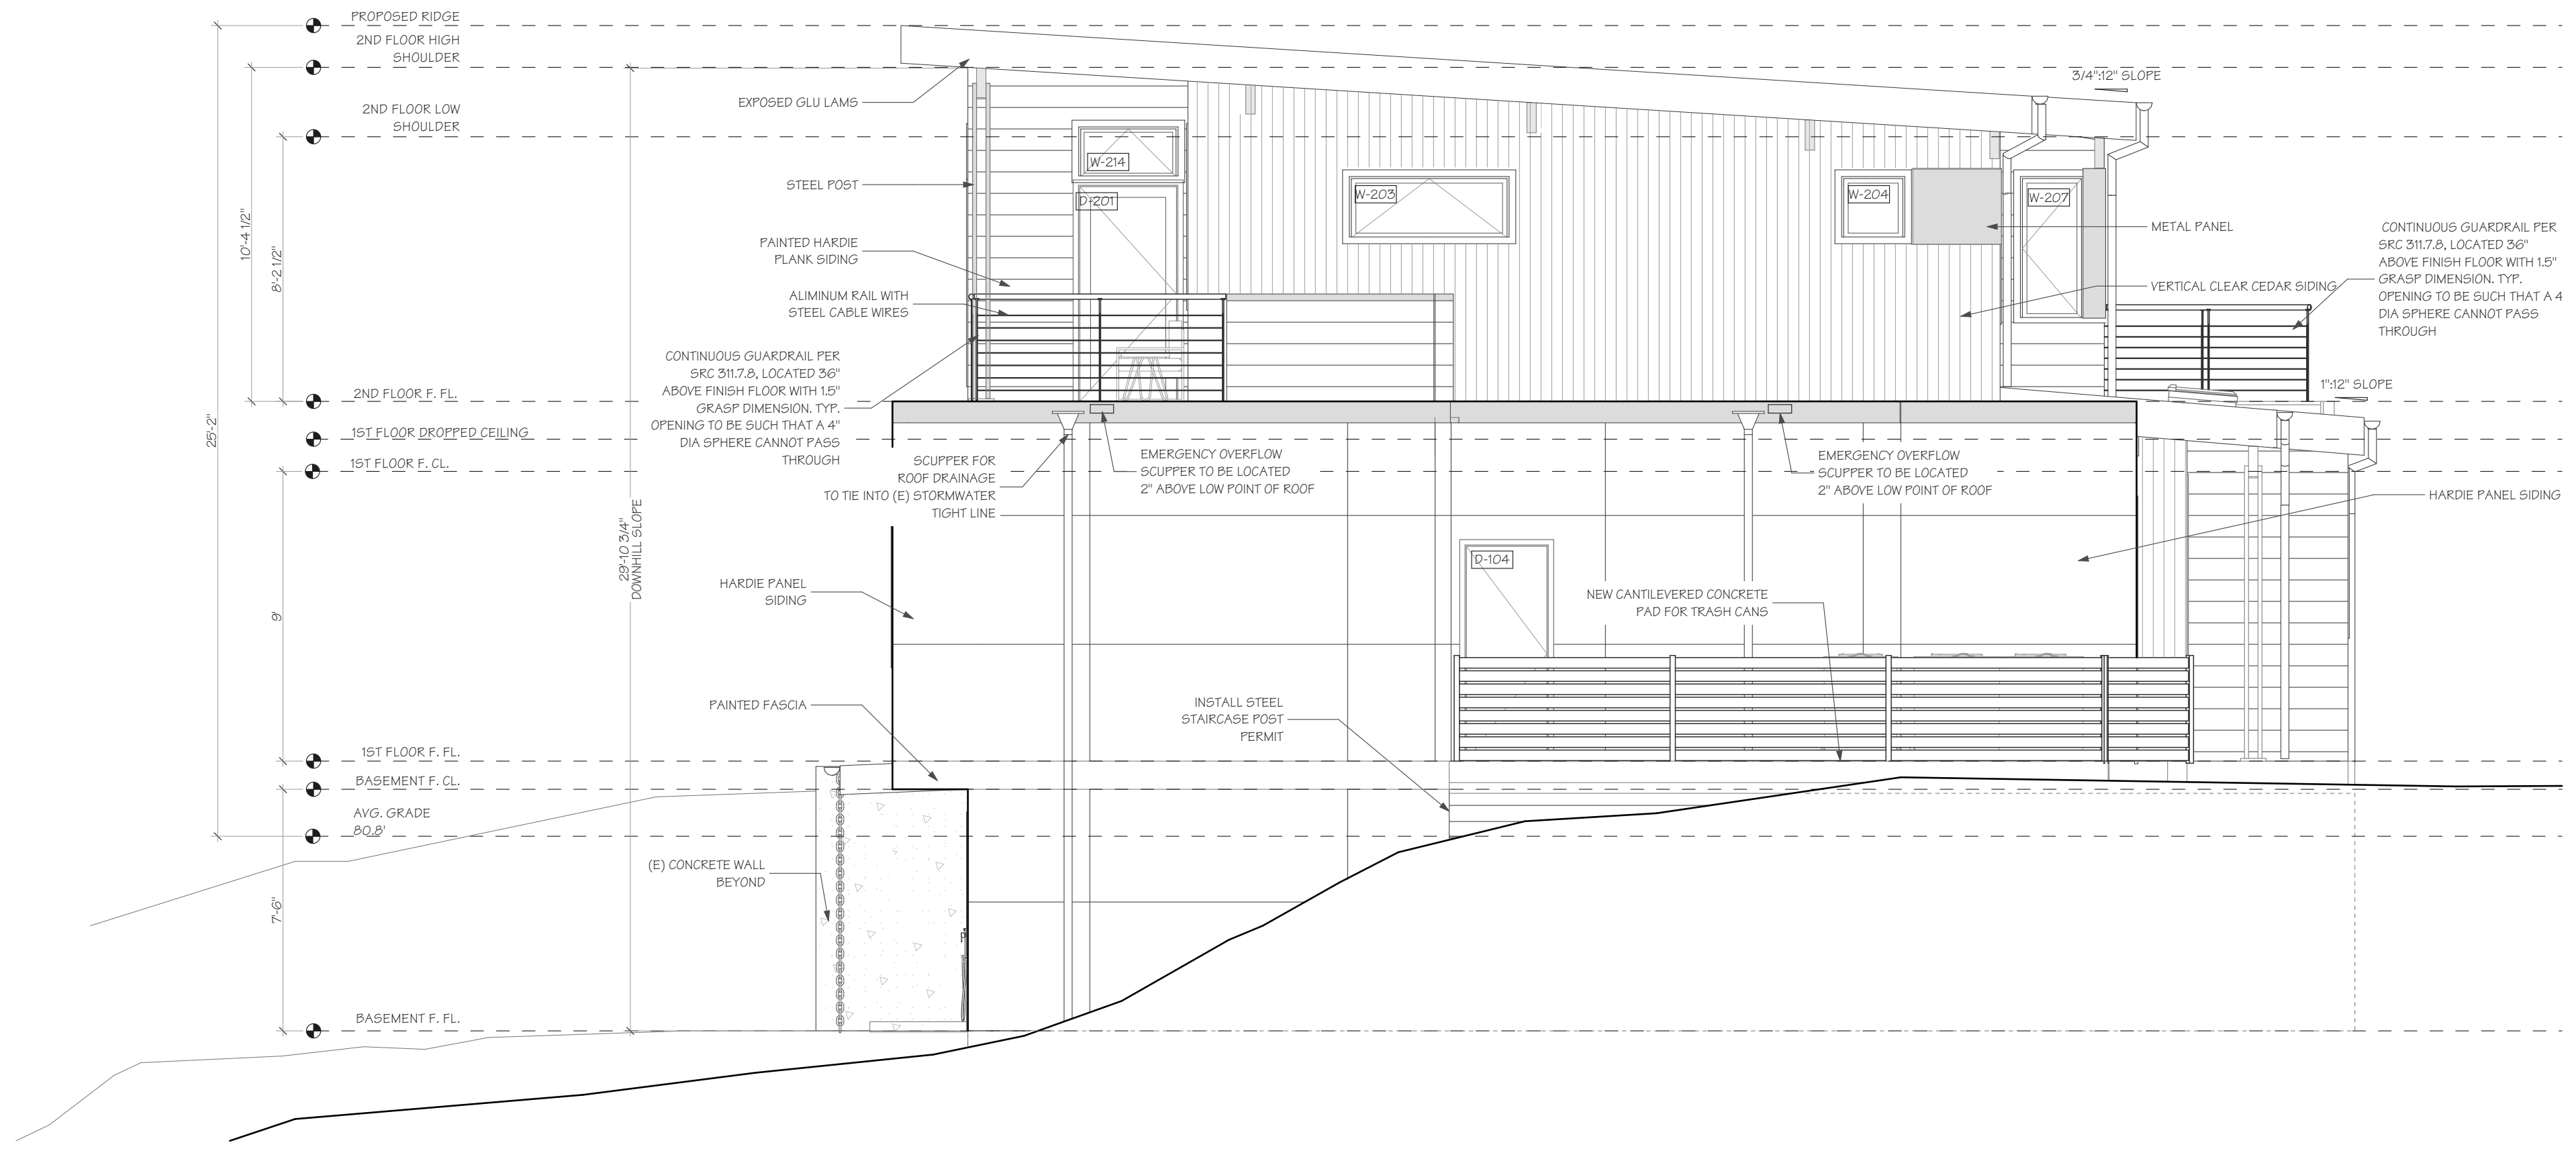 PROPOSED RIDGE
2ND FLOOR HIGH
SHOULDER
2ND FLOOR LOW
SHOULDER
2ND FLOOR F. FL.
1ST FLOOR DROPPED CEILING
1ST FLOOR F. CL.
1ST FLOOR F. FL.
BASEMENT F. CL.
AVG. GRADE
80.8'
BASEMENT F. FL.
25'-2"
10'-4 1/2"
8'-2 1/2"
9'
7'-6"
29'-10 3/4"
DOWNHILL SLOPE
EXPOSED GLU LAMS
STEEL POST
PAINTED HARDIE
PLANK SIDING
ALIMINUM RAIL WITH
STEEL CABLE WIRES
CONTINUOUS GUARDRAIL PER
SRC 311.7.8, LOCATED 36"
ABOVE FINISH FLOOR WITH 1.5"
GRASP DIMENSION. TYP.
OPENING TO BE SUCH THAT A 4"
DIA SPHERE CANNOT PASS
THROUGH
SCUPPER FOR
ROOF DRAINAGE
TO TIE INTO (E) STORMWATER
TIGHT LINE
HARDIE PANEL
SIDING
PAINTED FASCIA
(E) CONCRETE WALL
BEYOND
W-214
D-201
W-203
W-204
W-207
EMERGENCY OVERFLOW
SCUPPER TO BE LOCATED
2" ABOVE LOW POINT OF ROOF
EMERGENCY OVERFLOW
SCUPPER TO BE LOCATED
2" ABOVE LOW POINT OF ROOF
D-104
NEW CANTILEVERED CONCRETE
PAD FOR TRASH CANS
INSTALL STEEL
STAIRCASE POST
PERMIT
3/4":12" SLOPE
METAL PANEL
VERTICAL CLEAR CEDAR SIDING
CONTINUOUS GUARDRAIL PER
SRC 311.7.8, LOCATED 36"
ABOVE FINISH FLOOR WITH 1.5"
GRASP DIMENSION. TYP.
OPENING TO BE SUCH THAT A 4
DIA SPHERE CANNOT PASS
THROUGH
1":12" SLOPE
HARDIE PANEL SIDING